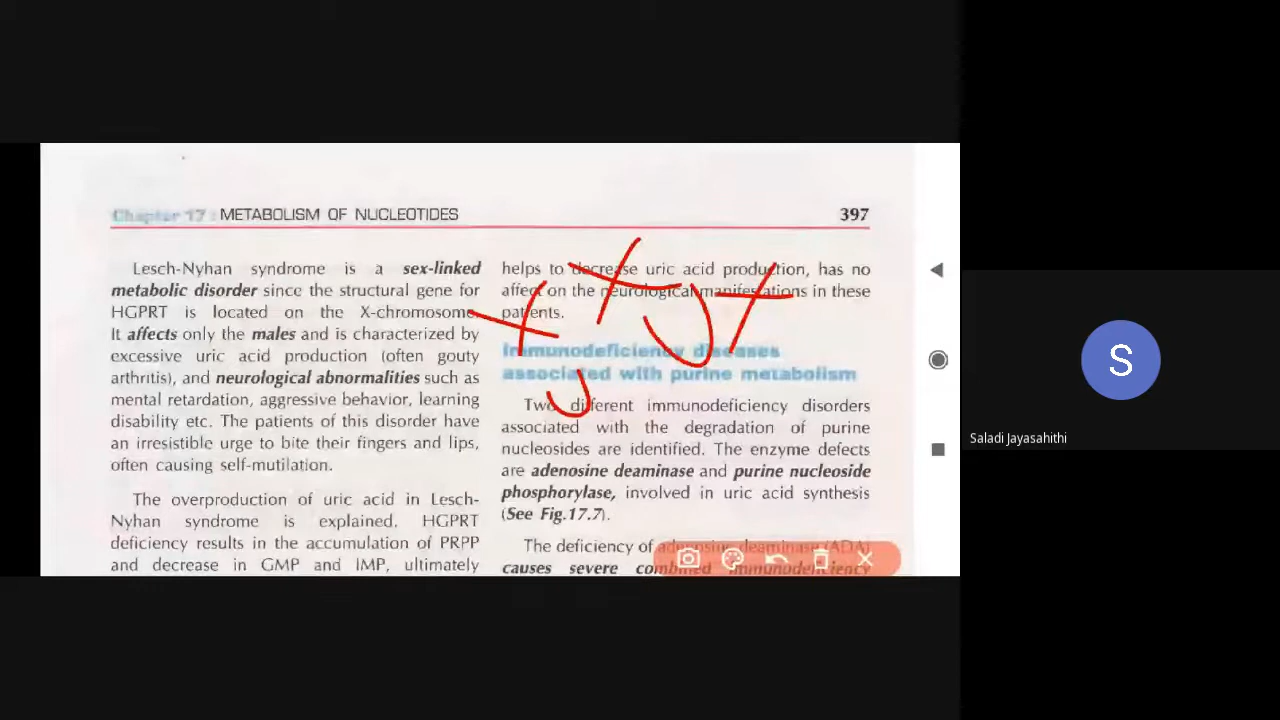 Chapter 17 : METABOLISM OF NUCLEOTIDES 397
Lesch-Nyhan syndrome is a sex-linked
metabolic disorder since the structural gene for
HGPRT is located on the X-chromosome.
It affects only the males and is characterized by
excessive uric acid production (often gouty
arthritis), and neurological abnormalities such as
mental retardation, aggressive behavior, learning
disability etc. The patients of this disorder have
an irresistible urge to bite their fingers and lips,
often causing self-mutilation.
The overproduction of uric acid in Lesch-
Nyhan syndrome is explained. HGPRT
deficiency results in the accumulation of PRPP
and decrease in GMP and IMP, ultimately
helps to decrease uric acid production, has no
affect on the neurological manifestations in these
patients.
Immunodeficiency diseases
associated with purine metabolism
Two different immunodeficiency disorders
associated with the degradation of purine
nucleosides are identified. The enzyme defects
are adenosine deaminase and purine nucleoside
phosphorylase, involved in uric acid synthesis
(See Fig.17.7).
The deficiency of adenosine deaminase (ADA)
causes severe combined immunodeficiency
S
Saladi Jayasahithi